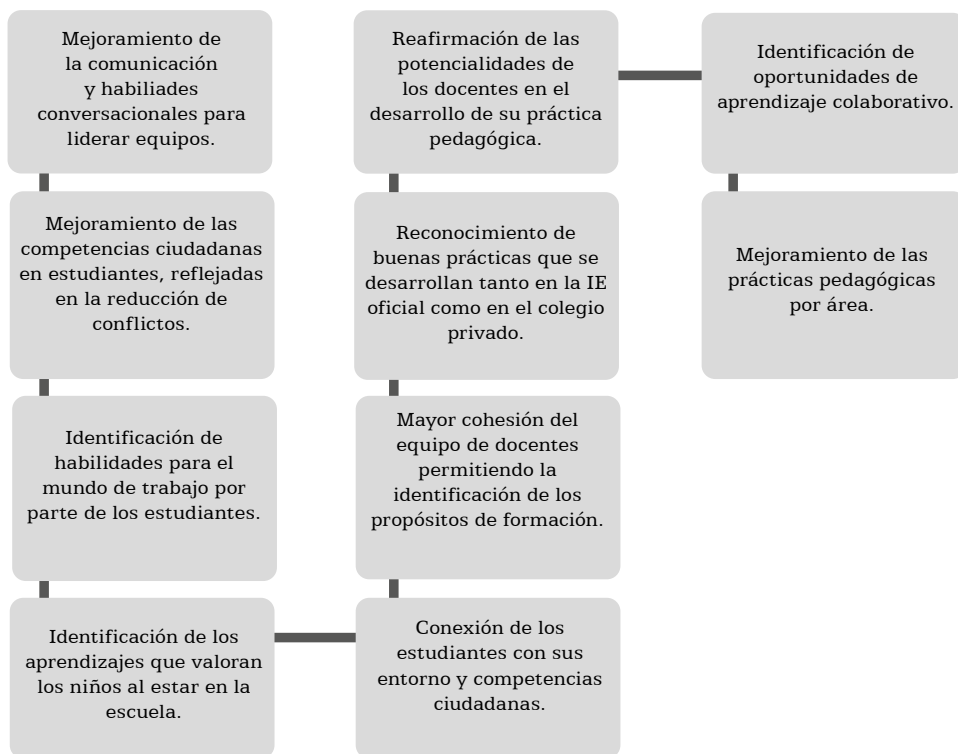 Mejoramiento de
la comunicación
y habiliades
conversacionales para
liderar equipos.
Mejoramiento de las
competencias ciudadanas
en estudiantes, reflejadas
en la reducción de
conflictos.
Identificación de
habilidades para el
mundo de trabajo por
parte de los estudiantes.
Identificación de los
aprendizajes que valoran
los niños al estar en la
escuela.
Conexión de los
estudiantes con sus
entorno y competencias
ciudadanas.
Mayor cohesión del
equipo de docentes
permitiendo la
identificación de los
propósitos de formación.
Reconocimiento de
buenas prácticas que se
desarrollan tanto en la IE
oficial como en el colegio
privado.
Reafirmación de las
potencialidades de
los docentes en el
desarrollo de su práctica
pedagógica.
Identificación de
oportunidades de
aprendizaje colaborativo.
Mejoramiento de las
prácticas pedagógicas
por área.